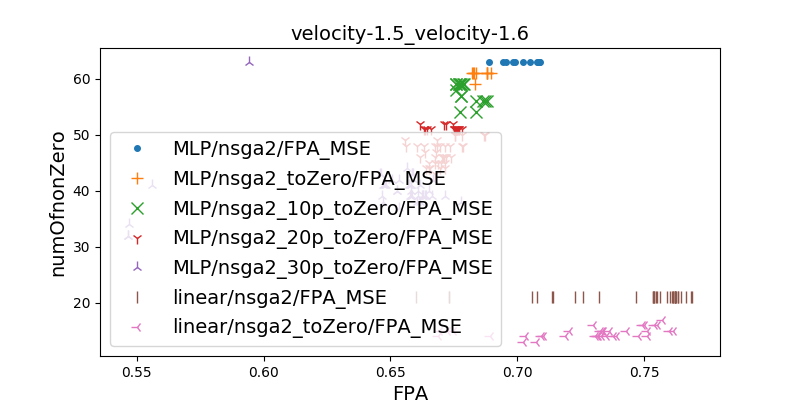 velocity-1.5_velocity-1.6
numOfnonZero
60
50
40
30
20
MLP/nsga2/FPA_MSE
MLP/nsga2_toZero/FPA_MSE
MLP/nsga2_10p_toZero/FPA_MSE
MLP/nsga2_20p_toZero/FPA_MSE
MLP/nsga2_30p_toZero/FPA_MSE
linear/nsga2/FPA_MSE
linear/nsga2_toZero/FPA_MSE
0.55 0.60 0.65 0.70 0.75
FPA